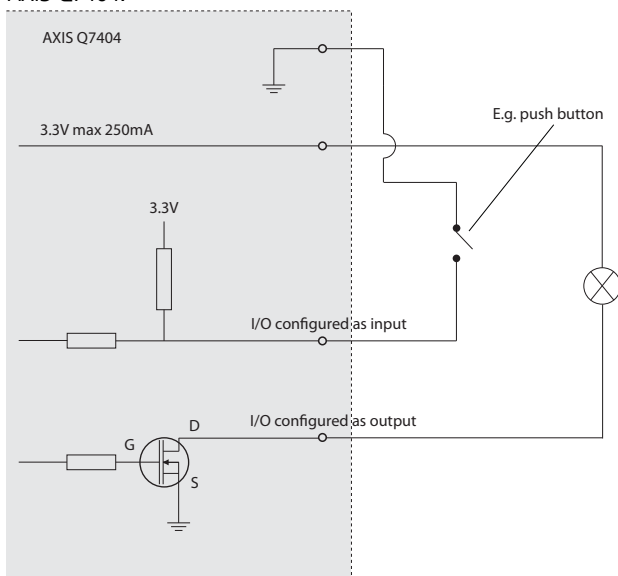 AXIS Q7404
3.3V max 250mA
E.g. push button
3.3V
I/O configured as input
I/O configured as output
D
G
S